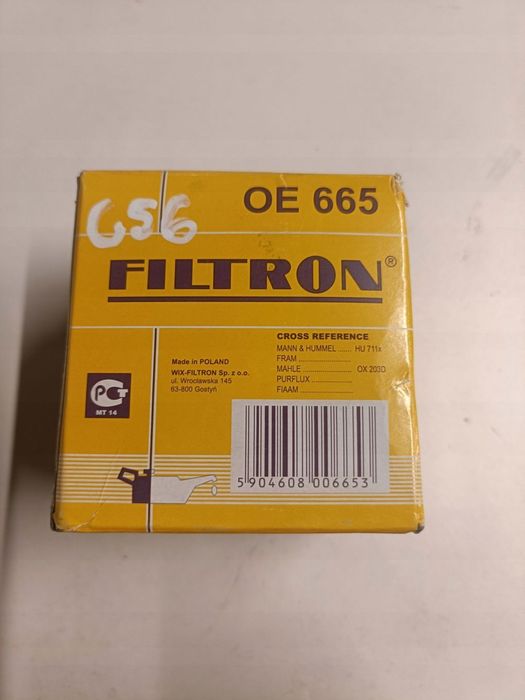 656
OE 665
FILTRON®
Made in POLAND
WIX-FILTRON Sp. z o.o.
ul. Wrocławska 145
63-800 Gostyń
CROSS REFERENCE
MANN & HUMMEL ...... HU 711x
FRAM ..............................
MAHLE ..................... OX 203D
PURFLUX ..........................
FIAAM .............................
РСТ
MT 14
5 904608 006653